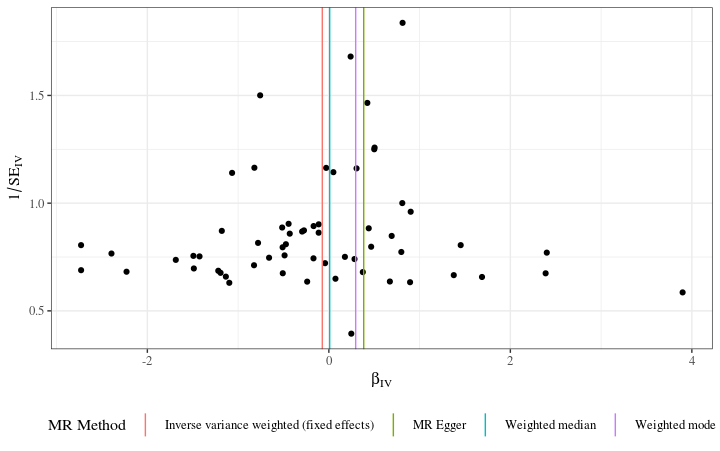 1/SE_IV
1.5
1.0
0.5
-2 0 2 4
β_IV
MR Method Inverse variance weighted (fixed effects) MR Egger Weighted median Weighted mode